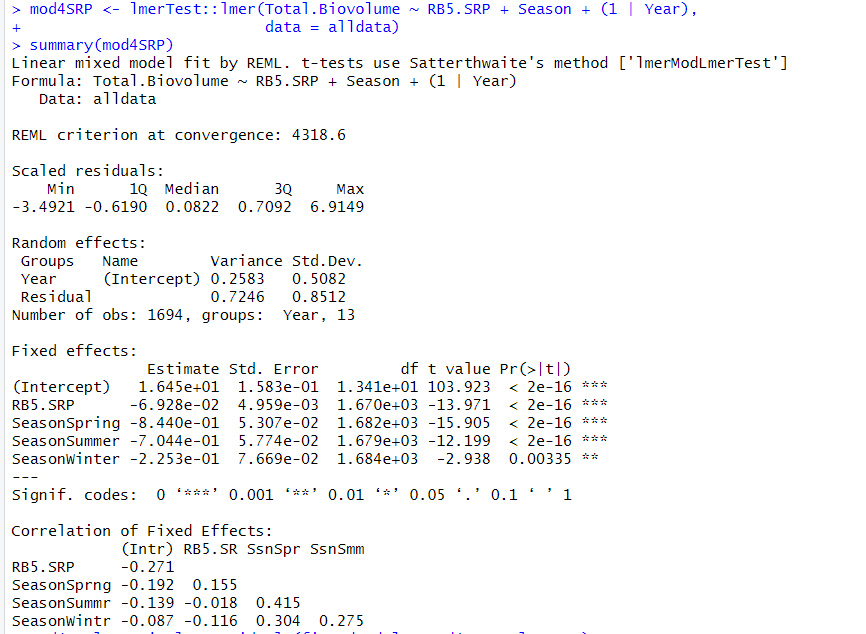 > mod4SRP <- lmerTest::lmer(Total.Biovolume ~ RB5.SRP + Season + (1 | Year),
+                            data = alldata)
> summary(mod4SRP)
Linear mixed model fit by REML. t-tests use Satterthwaite's method ['lmerModLmerTest']
Formula: Total.Biovolume ~ RB5.SRP + Season + (1 | Year)
   Data: alldata

REML criterion at convergence: 4318.6

Scaled residuals:
    Min      1Q  Median      3Q     Max
-3.4921 -0.6190  0.0822  0.7092  6.9149

Random effects:
 Groups   Name        Variance Std.Dev.
 Year     (Intercept) 0.2583   0.5082
 Residual             0.7246   0.8512
Number of obs: 1694, groups:  Year, 13

Fixed effects:
               Estimate Std. Error         df t value Pr(>|t|)
(Intercept)   1.645e+01  1.583e-01  1.341e+01 103.923  < 2e-16 ***
RB5.SRP      -6.928e-02  4.959e-03  1.670e+03 -13.971  < 2e-16 ***
SeasonSpring -8.440e-01  5.307e-02  1.682e+03 -15.905  < 2e-16 ***
SeasonSummer -7.044e-01  5.774e-02  1.679e+03 -12.199  < 2e-16 ***
SeasonWinter -2.253e-01  7.669e-02  1.684e+03  -2.938  0.00335 **
---
Signif. codes:  0 ‘***’ 0.001 ‘**’ 0.01 ‘*’ 0.05 ‘.’ 0.1 ‘ ’ 1

Correlation of Fixed Effects:
            (Intr) RB5.SR SsnSpr SsnSmm
RB5.SRP     -0.271
SeasonSprng -0.192  0.155
SeasonSummr -0.139 -0.018  0.415
SeasonWintr -0.087 -0.116  0.304  0.275